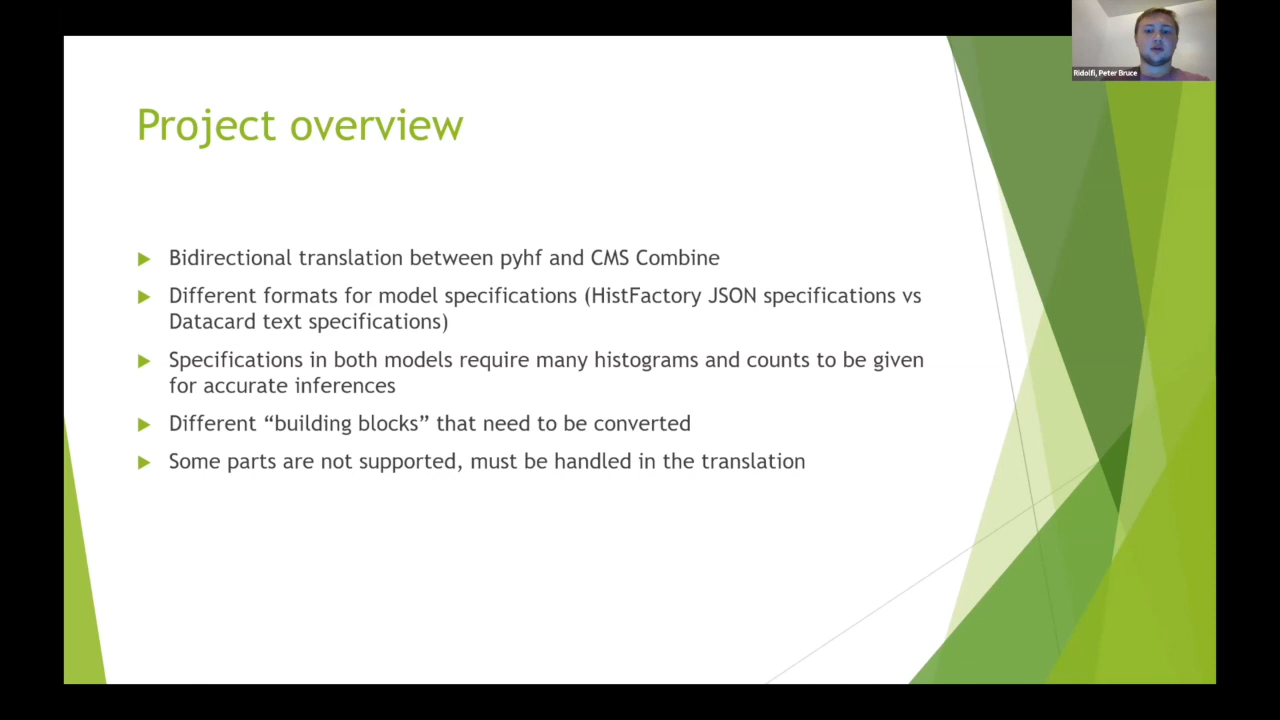 Ridolfi, Peter Bruce
Project overview
Bidirectional translation between pyhf and CMS Combine
Different formats for model specifications (HistFactory JSON specifications vs
Datacard text specifications)
Specifications in both models require many histograms and counts to be given
for accurate inferences
Different “building blocks” that need to be converted
Some parts are not supported, must be handled in the translation